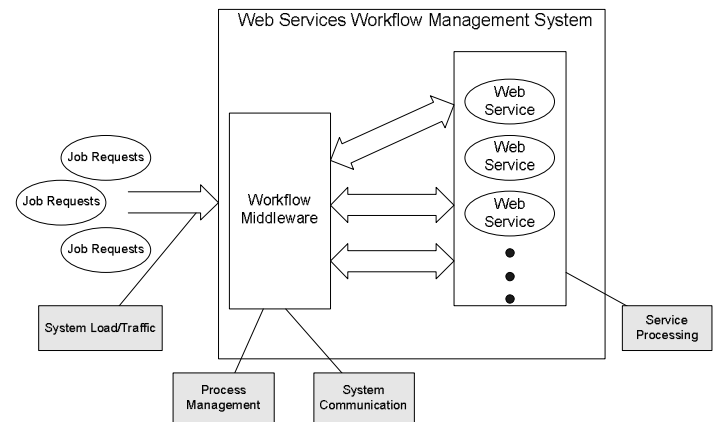 Web Services Workflow Management System
Web
Service
Job Requests
Web
Service
Job Requests
Workflow
Middleware
Web
Service
Job Requests
System Load/Traffic
Service
Processing
Process
Management
System
Communication